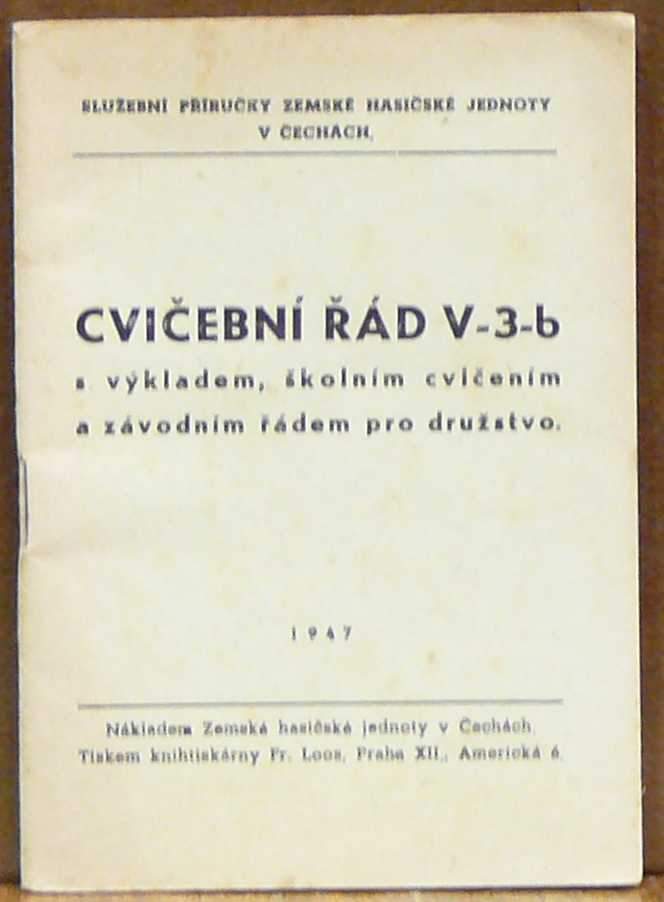 SLUŽEBNÍ PŘÍRUČKY ZEMSKÉ HASIČSKÉ JEDNOTY
V ČECHÁCH.
CVIČEBNÍ ŘÁD V-3-b
s výkladem, školním cvičením
a závodním řádem pro družstvo.
1947
Nákladem Zemské hasičské jednoty v Čechách.
Tiskem knihtiskárny Fr. Loos, Praha XII., Americká 6.